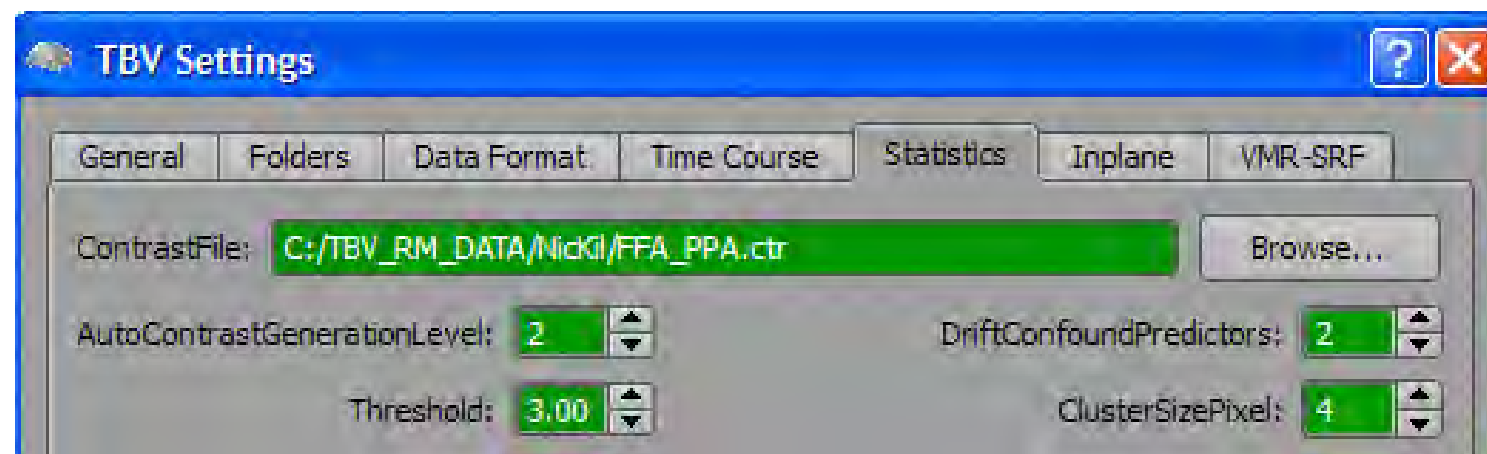 TBV Settings
General Folders Data Format Time Course Statistics Inplane VMR-SRF
ContrastFile: C:/TBV_RM_DATA/NicKil/FFA_PPA.ctr Browse...
AutoContrastGenerationLevel: 2 DriftConfoundPredictors: 2
Threshold: 3.00 ClusterSizePixel: 4